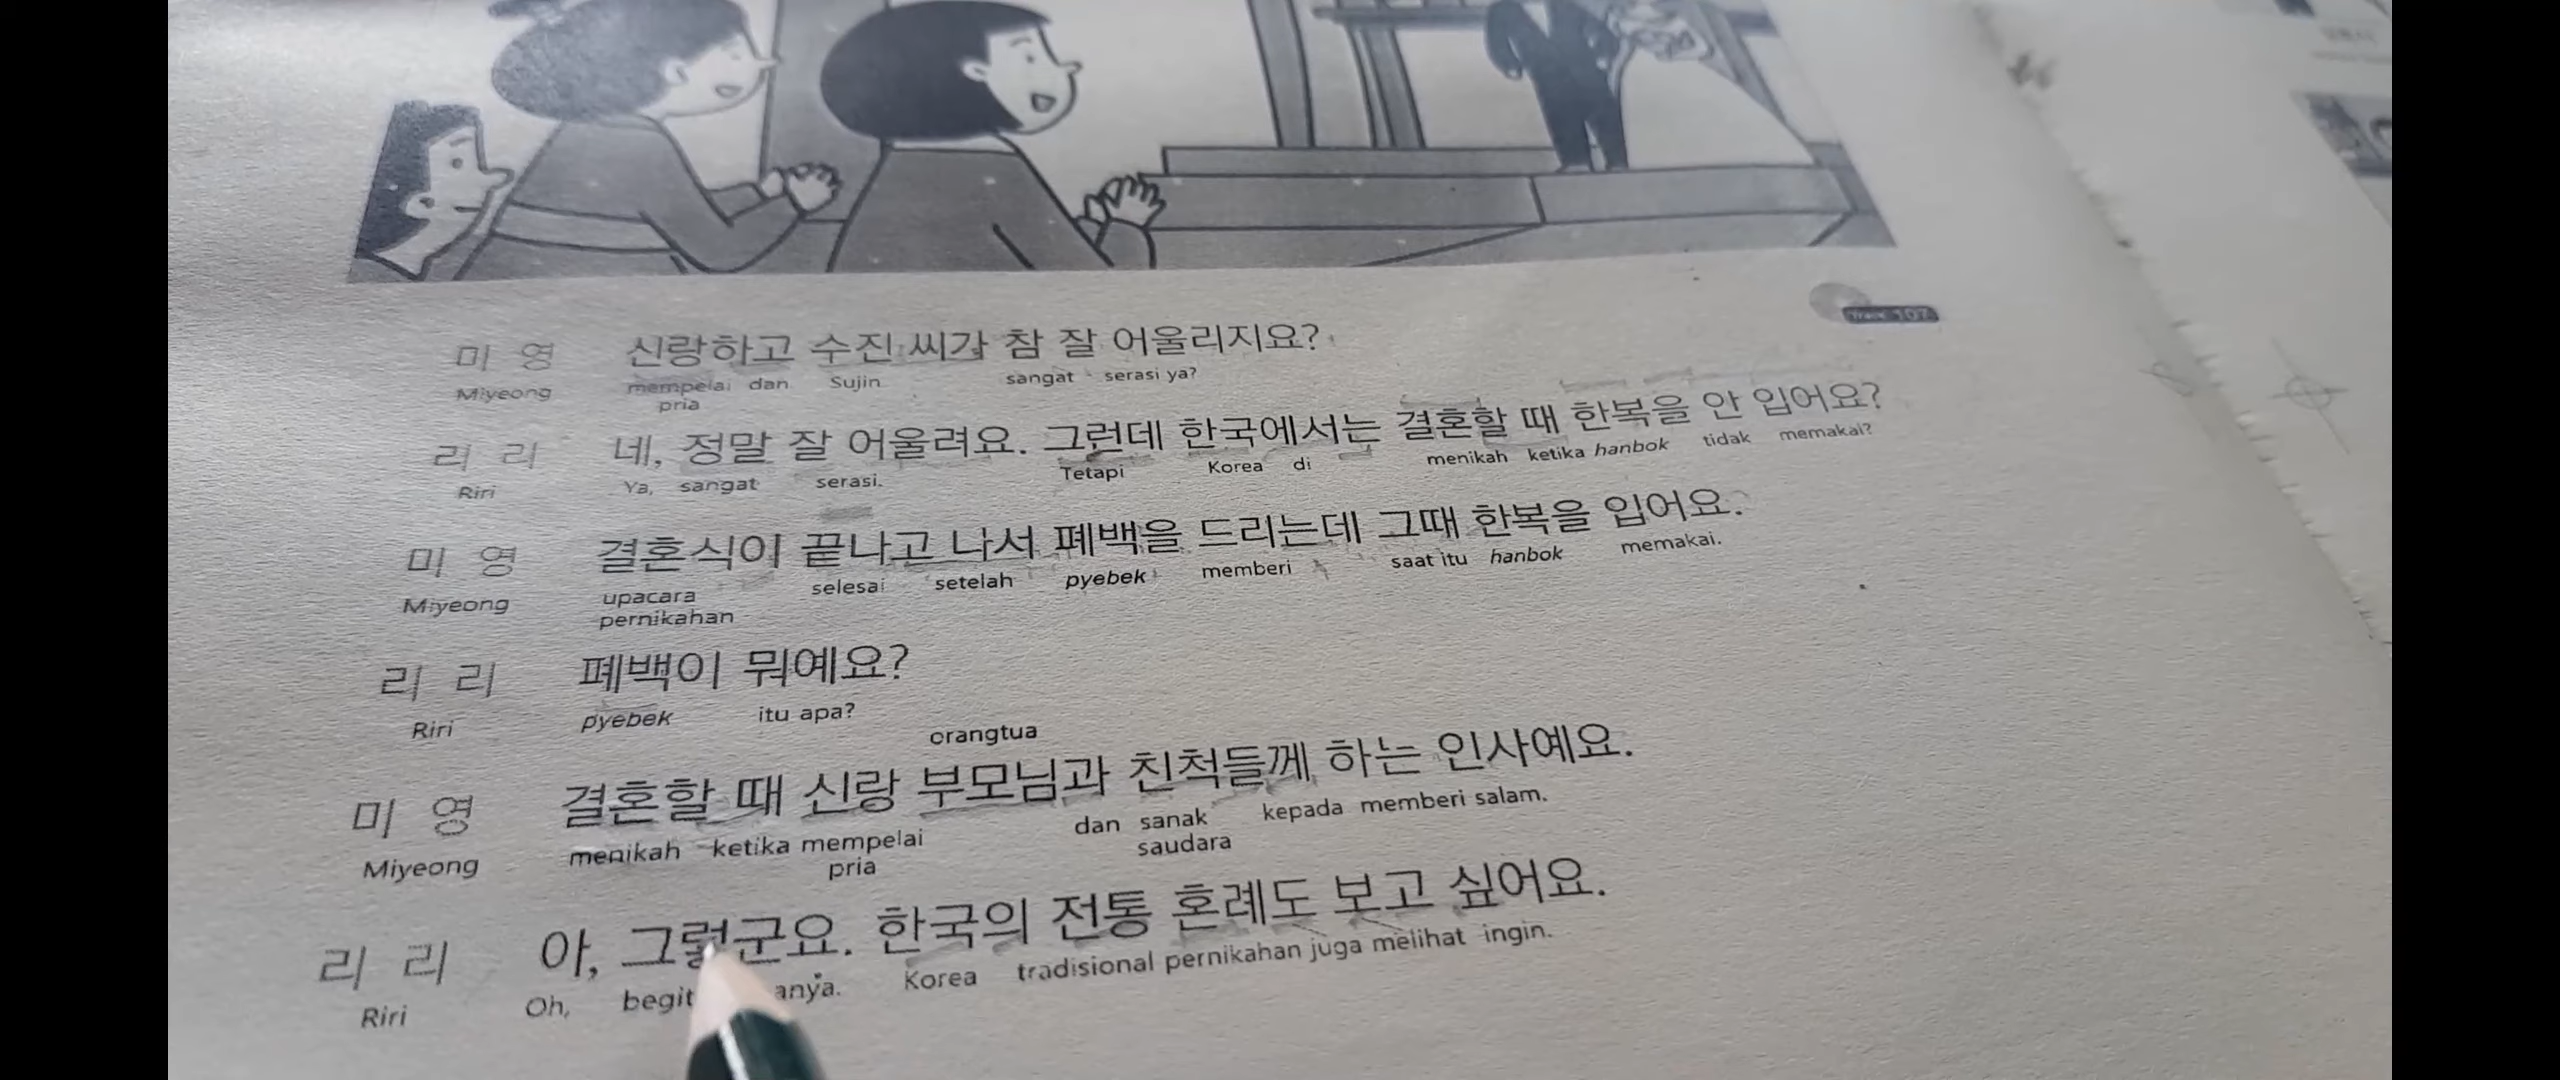 Track 107
미 영 신랑하고 수진 씨가 참 잘 어울리지요?
Miyeong mempelai dan Sujin sangat serasi ya?
pria
리 리 네, 정말 잘 어울려요. 그런데 한국에서는 결혼할 때 한복을 안 입어요?
Riri Ya, sangat serasi. Tetapi Korea di menikah ketika hanbok tidak memakai?
미 영 결혼식이 끝나고 나서 폐백을 드리는데 그때 한복을 입어요.
Miyeong upacara selesai setelah pyebek memberi saat itu hanbok memakai.
pernikahan
리 리 폐백이 뭐예요?
Riri pyebek itu apa?
orangtua
미 영 결혼할 때 신랑 부모님과 친척들께 하는 인사예요.
Miyeong menikah ketika mempelai dan sanak kepada memberi salam.
pria saudara
리 리 아, 그렇군요. 한국의 전통 혼례도 보고 싶어요.
Riri Oh, begit anya. Korea tradisional pernikahan juga melihat ingin.